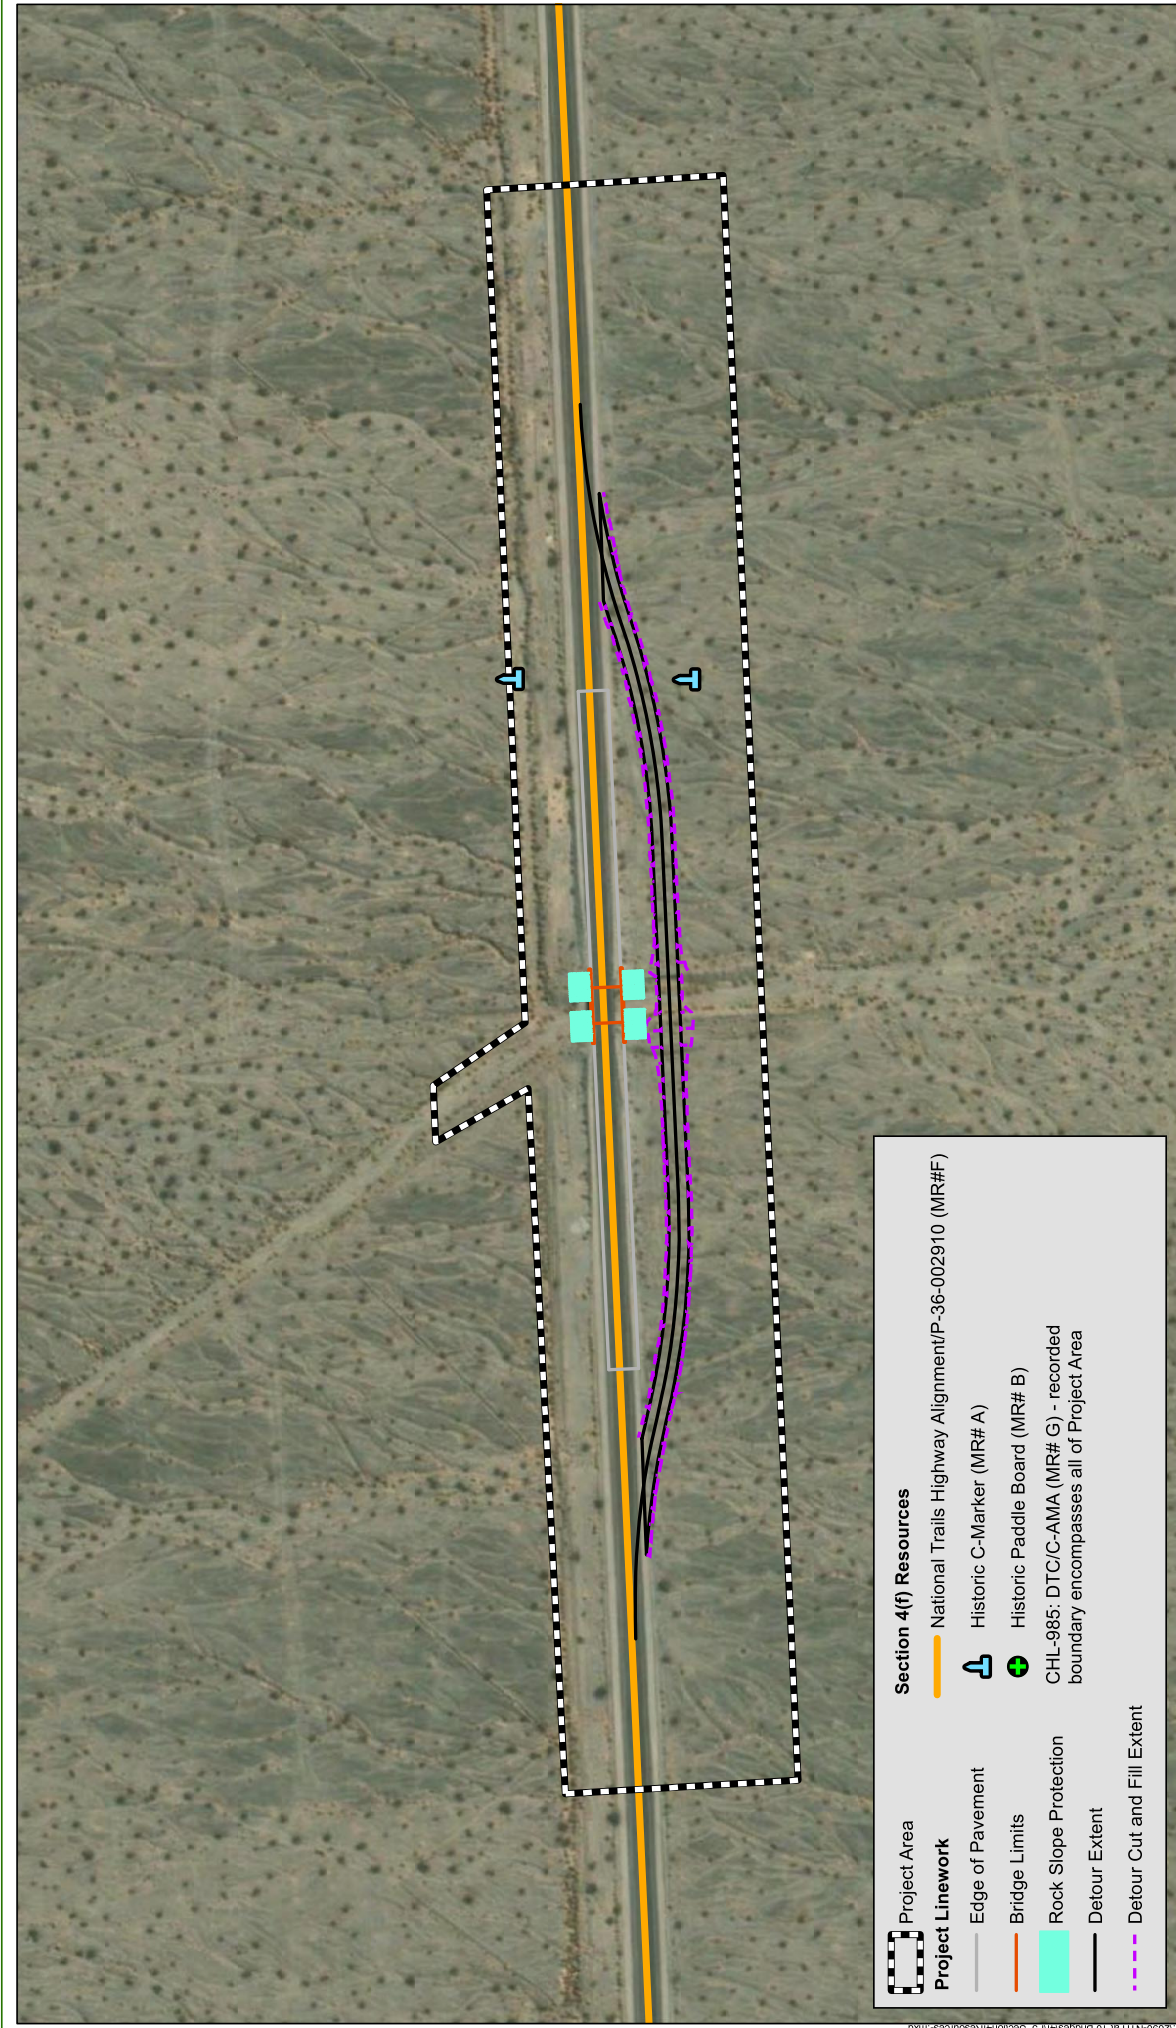 Project Area
Project Linework
Edge of Pavement
Bridge Limits
Rock Slope Protection
Detour Extent
Detour Cut and Fill Extent
Section 4(f) Resources
National Trails Highway Alignment/P-36-002910 (MR#F)
Historic C-Marker (MR# A)
Historic Paddle Board (MR# B)
CHL-985: DTC/C-AMA (MR# G) - recorded
boundary encompasses all of Project Area